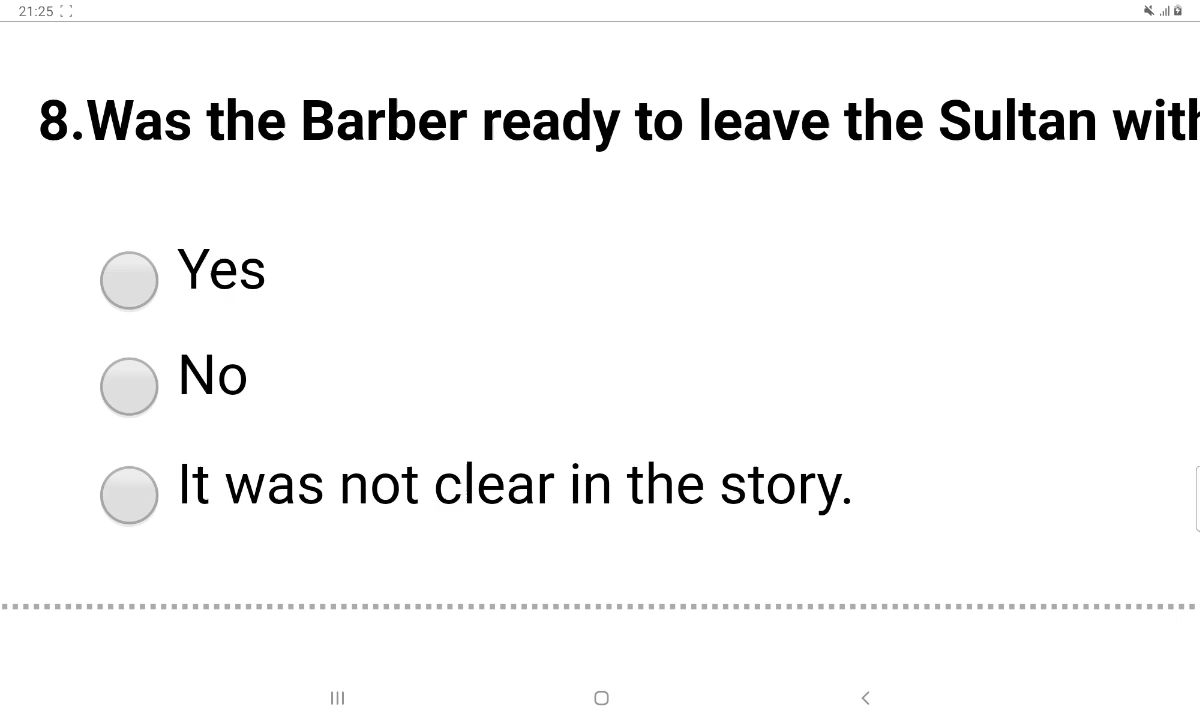 21:25
8.Was the Barber ready to leave the Sultan with
Yes
No
It was not clear in the story.